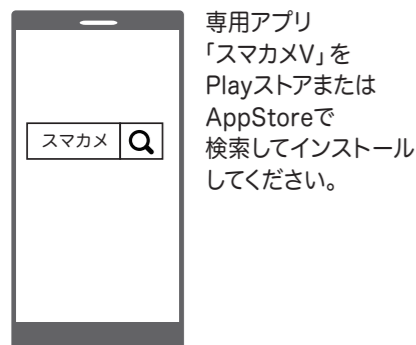 専用アプリ
「スマカメV」を
Playストアまたは
AppStoreで
検索してインストール
してください。
スマカメ